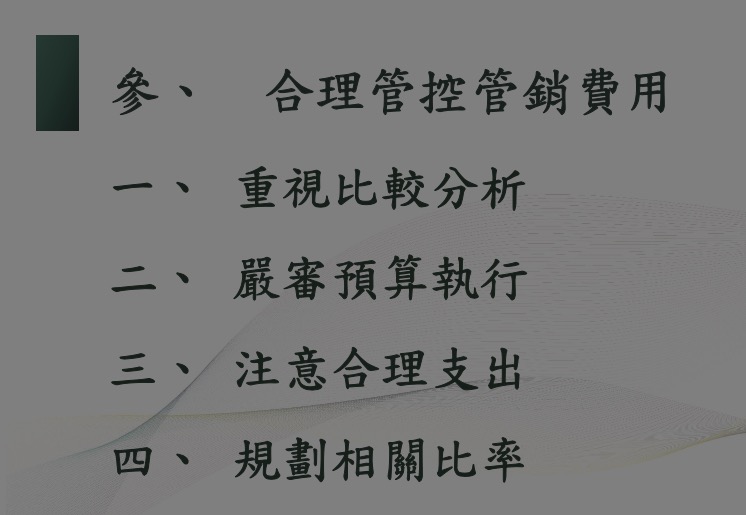 參、　合理管控管銷費用
一、 重視比較分析
二、 嚴審預算執行
三、 注意合理支出
四、 規劃相關比率